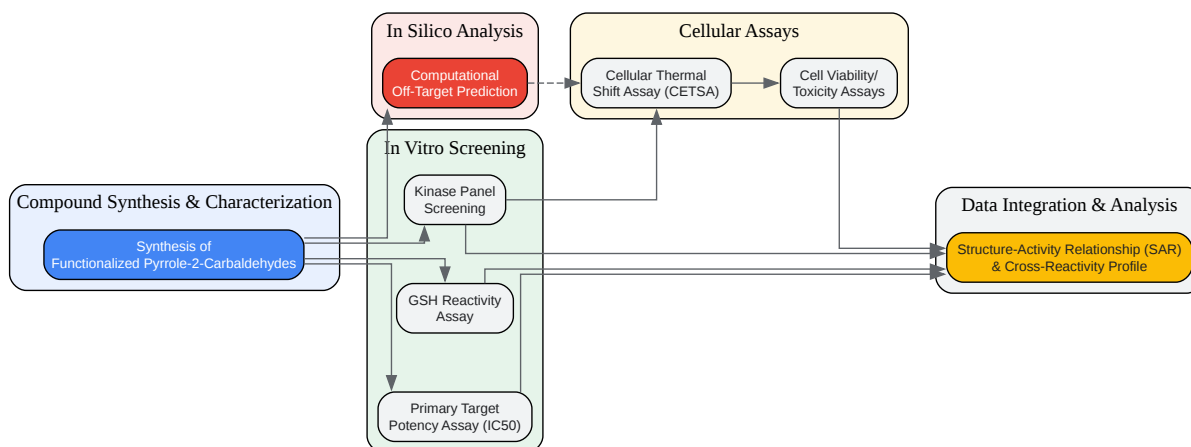 In Silico Analysis
Computational
Off-Target Prediction
Cellular Assays
Cellular Thermal
Shift Assay (CETSA)
Cell Viability/
Toxicity Assays
In Vitro Screening
Kinase Panel
Screening
GSH Reactivity
Assay
Primary Target
Potency Assay (IC50)
Compound Synthesis & Characterization
Synthesis of
Functionalized Pyrrole-2-Carbaldehydes
Data Integration & Analysis
Structure-Activity Relationship (SAR)
& Cross-Reactivity Profile